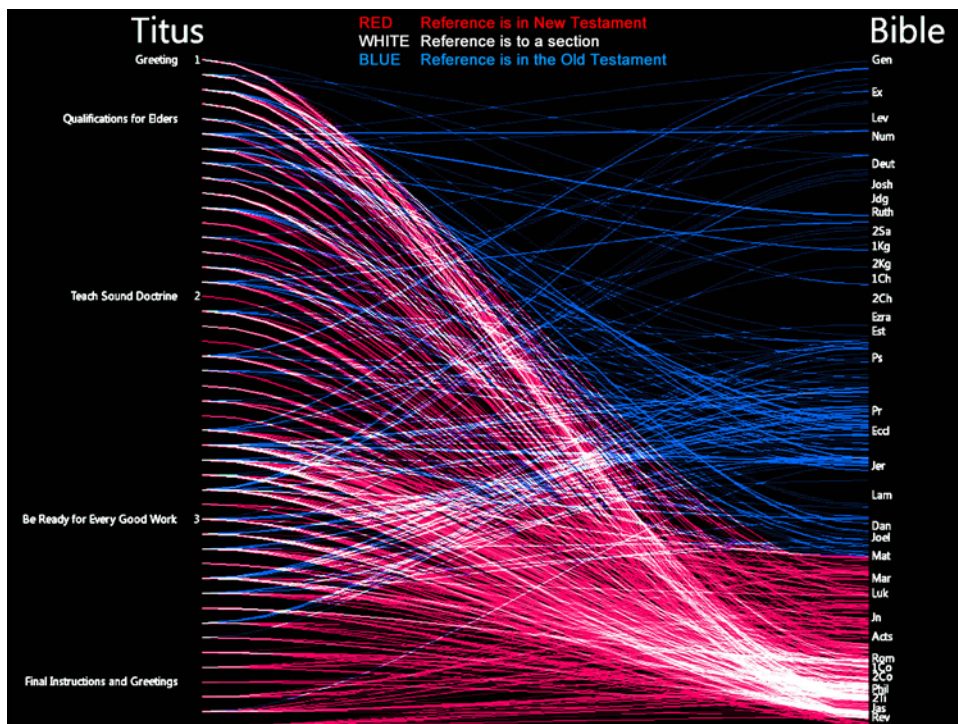 Titus
RED Reference is in New Testament
WHITE Reference is to a section
BLUE Reference is in the Old Testament
Bible
Greeting 1
Qualifications for Elders
Teach Sound Doctrine 2
Be Ready for Every Good Work 3
Final Instructions and Greetings
Gen
Ex
Lev
Num
Deut
Josh
Jdg
Ruth
2Sa
1Kg
2Kg
1Ch
2Ch
Ezra
Est
Ps
Pr
Eccl
Jer
Lam
Dan
Joel
Mat
Mar
Luk
Jn
Acts
Rom
1Co
2Co
Phil
2Ti
Jas
Rev